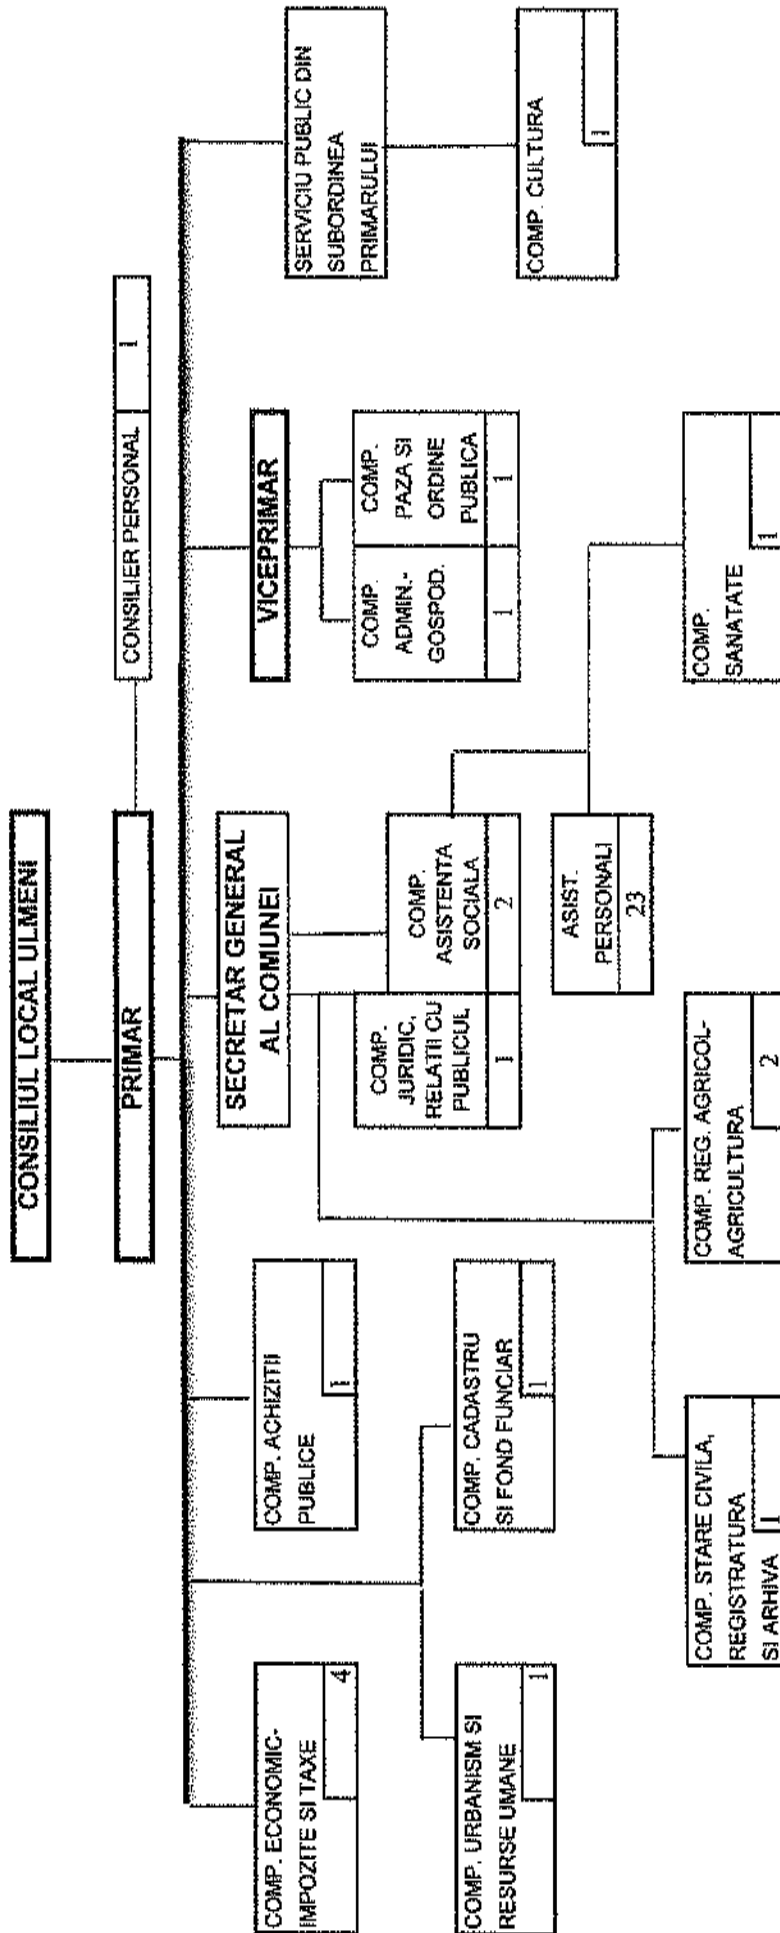 CONSILIUL LOCAL ULMENI
PRIMAR
CONSILIER PERSONAL
1
COMP. ECONOMIC-
IMPOZITE SI TAXE
4
COMP. ACHIZITII
PUBLICE
1
SECRETAR GENERAL
AL COMUNEI
VICEPRIMAR
SERVICIU PUBLIC DIN
SUBORDINEA
PRIMARULUI
COMP. URBANISM SI
RESURSE UMANE
1
COMP. CADASTRU
SI FOND FUNCIAR
1
COMP.
JURIDIC,
RELATII CU
PUBLICUL
1
COMP.
ASISTENTA
SOCIALA
2
COMP.
ADMIN.-
GOSPOD.
1
COMP.
PAZA SI
ORDINE
PUBLICA
1
COMP. CULTURA
1
ASIST.
PERSONALI
23
COMP. STARE CIVILA,
REGISTRATURA
SI ARHIVA
1
COMP. REG. AGRICOL-
AGRICULTURA
2
COMP.
SANATATE
1